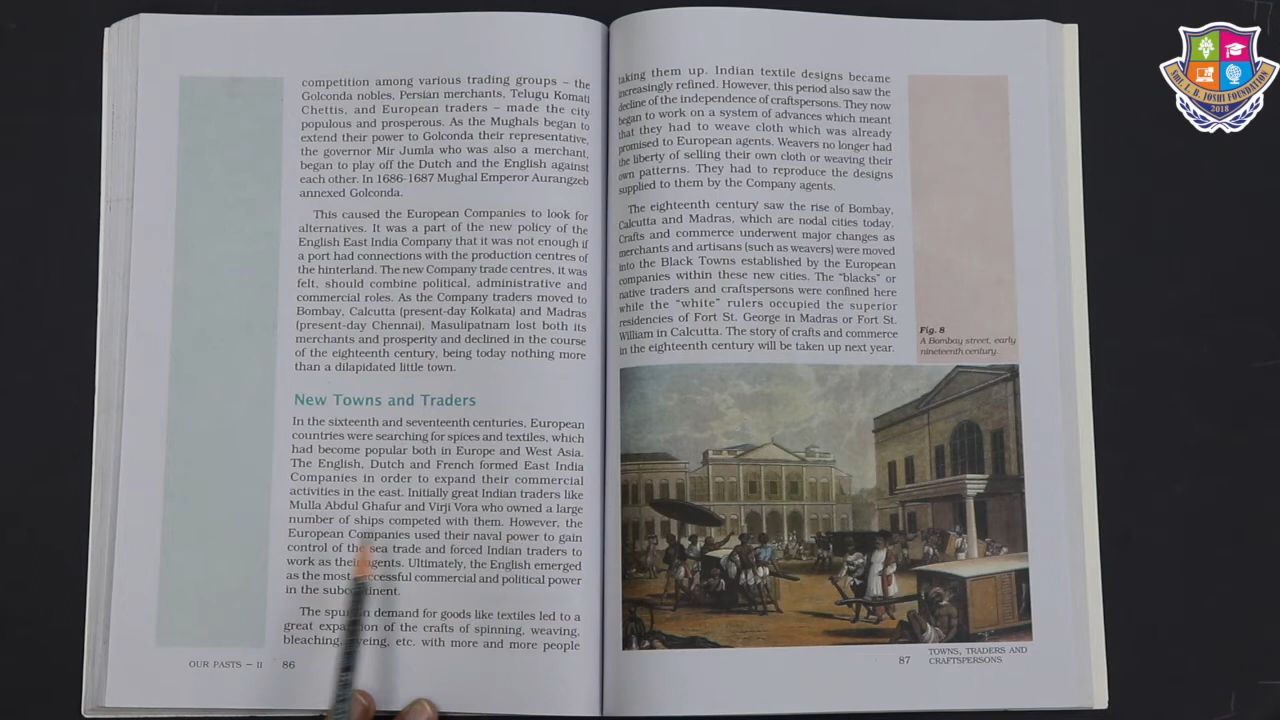 competition among various trading groups – the
Golconda nobles, Persian merchants, Telugu Komati
Chettis, and European traders – made the city
populous and prosperous. As the Mughals began to
extend their power to Golconda their representative,
the governor Mir Jumla who was also a merchant,
began to play off the Dutch and the English against
each other. In 1686-1687 Mughal Emperor Aurangzeb
annexed Golconda.
This caused the European Companies to look for
alternatives. It was a part of the new policy of the
English East India Company that it was not enough if
a port had connections with the production centres of
the hinterland. The new Company trade centres, it was
felt, should combine political, administrative and
commercial roles. As the Company traders moved to
Bombay, Calcutta (present-day Kolkata) and Madras
(present-day Chennai), Masulipatnam lost both its
merchants and prosperity and declined in the course
of the eighteenth century, being today nothing more
than a dilapidated little town.
New Towns and Traders
In the sixteenth and seventeenth centuries, European
countries were searching for spices and textiles, which
had become popular both in Europe and West Asia.
The English, Dutch and French formed East India
Companies in order to expand their commercial
activities in the east. Initially great Indian traders like
Mulla Abdul Ghafur and Virji Vora who owned a large
number of ships competed with them. However, the
European Companies used their naval power to gain
control of the sea trade and forced Indian traders to
work as their agents. Ultimately, the English emerged
as the most successful commercial and political power
in the subcontinent.
The spurt in demand for goods like textiles led to a
great expansion of the crafts of spinning, weaving,
bleaching, dyeing, etc. with more and more people
OUR PASTS – II 86
taking them up. Indian textile designs became
increasingly refined. However, this period also saw the
decline of the independence of craftspersons. They now
began to work on a system of advances which meant
that they had to weave cloth which was already
promised to European agents. Weavers no longer had
the liberty of selling their own cloth or weaving their
own patterns. They had to reproduce the designs
supplied to them by the Company agents.
The eighteenth century saw the rise of Bombay,
Calcutta and Madras, which are nodal cities today.
Crafts and commerce underwent major changes as
merchants and artisans (such as weavers) were moved
into the Black Towns established by the European
companies within these new cities. The “blacks” or
native traders and craftspersons were confined here
while the “white” rulers occupied the superior
residencies of Fort St. George in Madras or Fort St.
William in Calcutta. The story of crafts and commerce
in the eighteenth century will be taken up next year.
Fig. 8
A Bombay street, early
nineteenth century.
87 TOWNS, TRADERS AND
CRAFTSPERSONS
SHRI. L. B. JOSHI FOUNDATION
2018